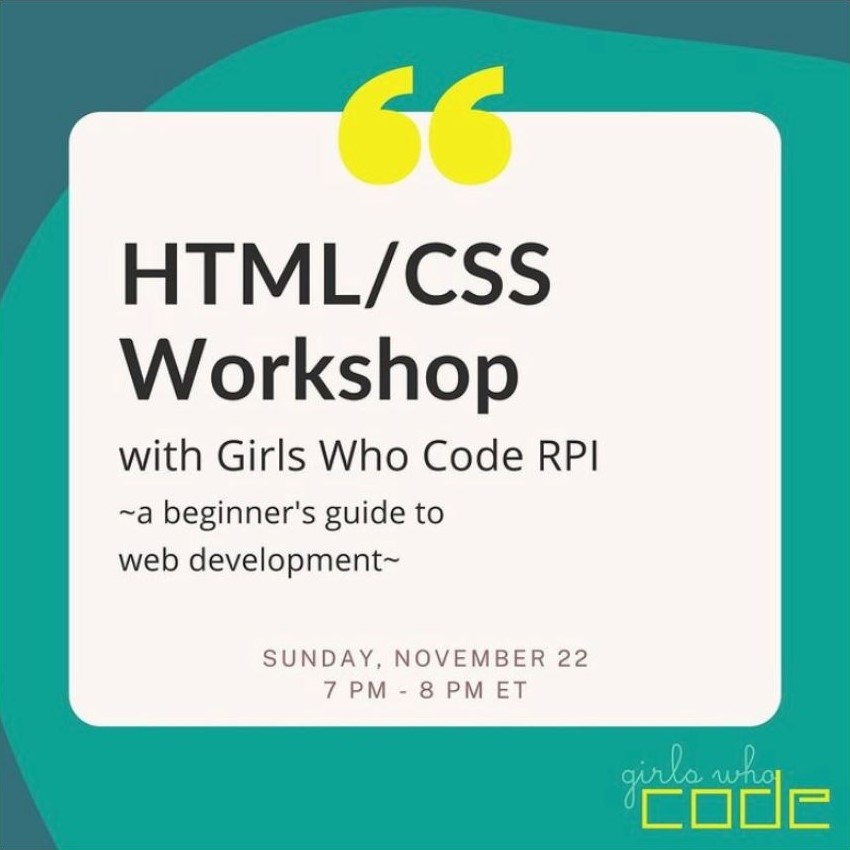 HTML/CSS
Workshop
with Girls Who Code RPI
~a beginner's guide to
web development~
SUNDAY, NOVEMBER 22
7 PM - 8 PM ET
girls who
code